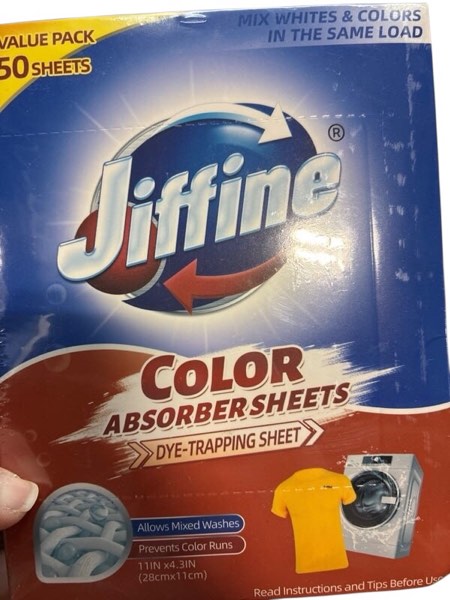 VALUE PACK
50 SHEETS
MIX WHITES & COLORS
IN THE SAME LOAD
Jiffine®
COLOR
ABSORBER SHEETS
DYE-TRAPPING SHEET
Allows Mixed Washes
Prevents Color Runs
11IN x4.3IN
(28cmx11cm)
Read Instructions and Tips Before Use